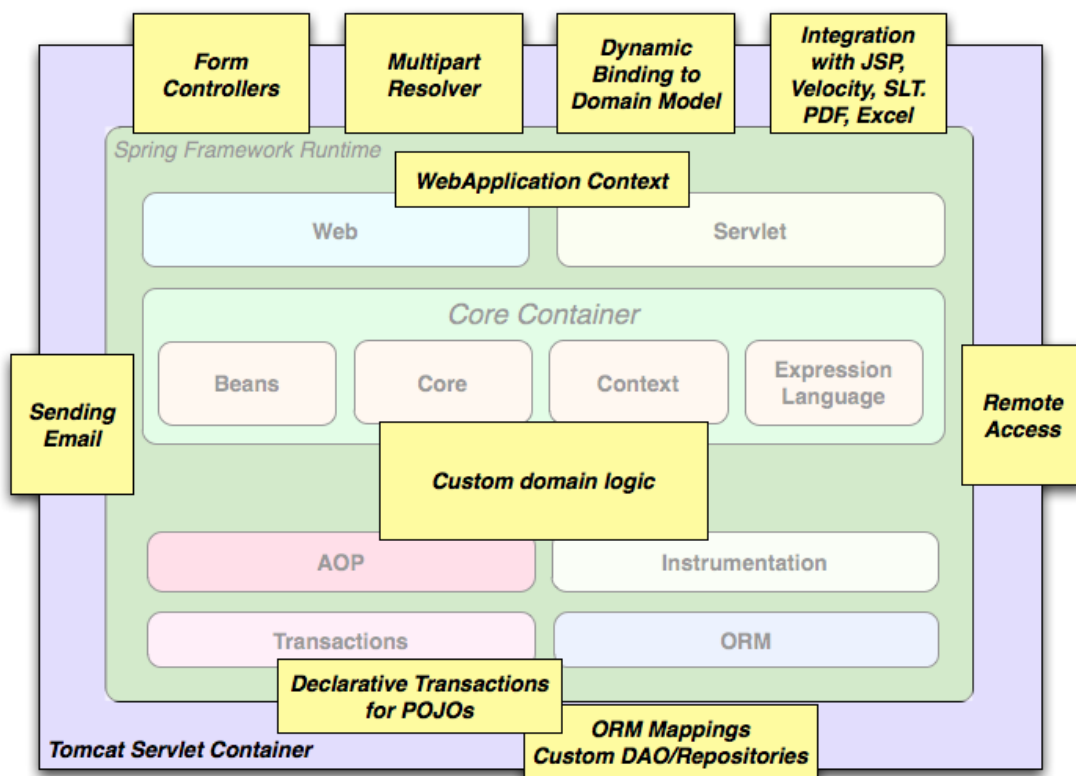 Form
Controllers
Multipart
Resolver
Dynamic
Binding to
Domain Model
Integration
with JSP,
Velocity, SLT.
PDF, Excel
Spring Framework Runtime
WebApplication Context
Web
Servlet
Core Container
Beans
Core
Context
Expression
Language
Sending
Email
Remote
Access
Custom domain logic
AOP
Instrumentation
Transactions
ORM
Declarative Transactions
for POJOs
ORM Mappings
Custom DAO/Repositories
Tomcat Servlet Container